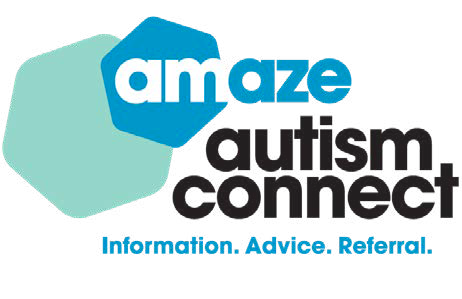 amaze
autism
connect
Information. Advice. Referral.